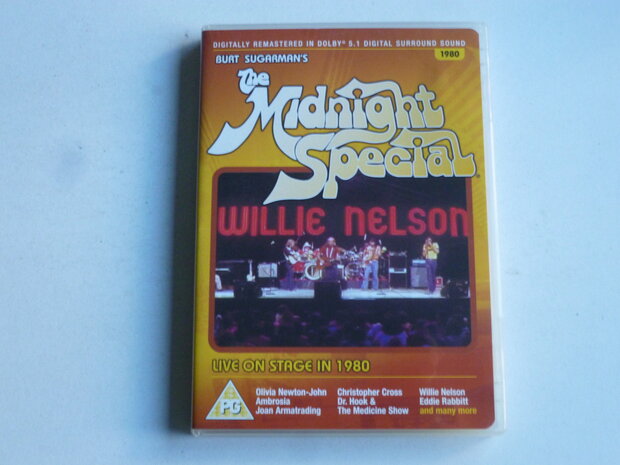 DIGITALLY REMASTERED IN DOLBY® 5.1 DIGITAL SURROUND SOUND
BURT SUGARMAN'S
1980
The
Midnight
Special
WILLIE NELSON
LIVE ON STAGE IN 1980
PG
Olivia Newton-John
Ambrosia
Joan Armatrading
Christopher Cross
Dr. Hook &
The Medicine Show
Willie Nelson
Eddie Rabbitt
and many more